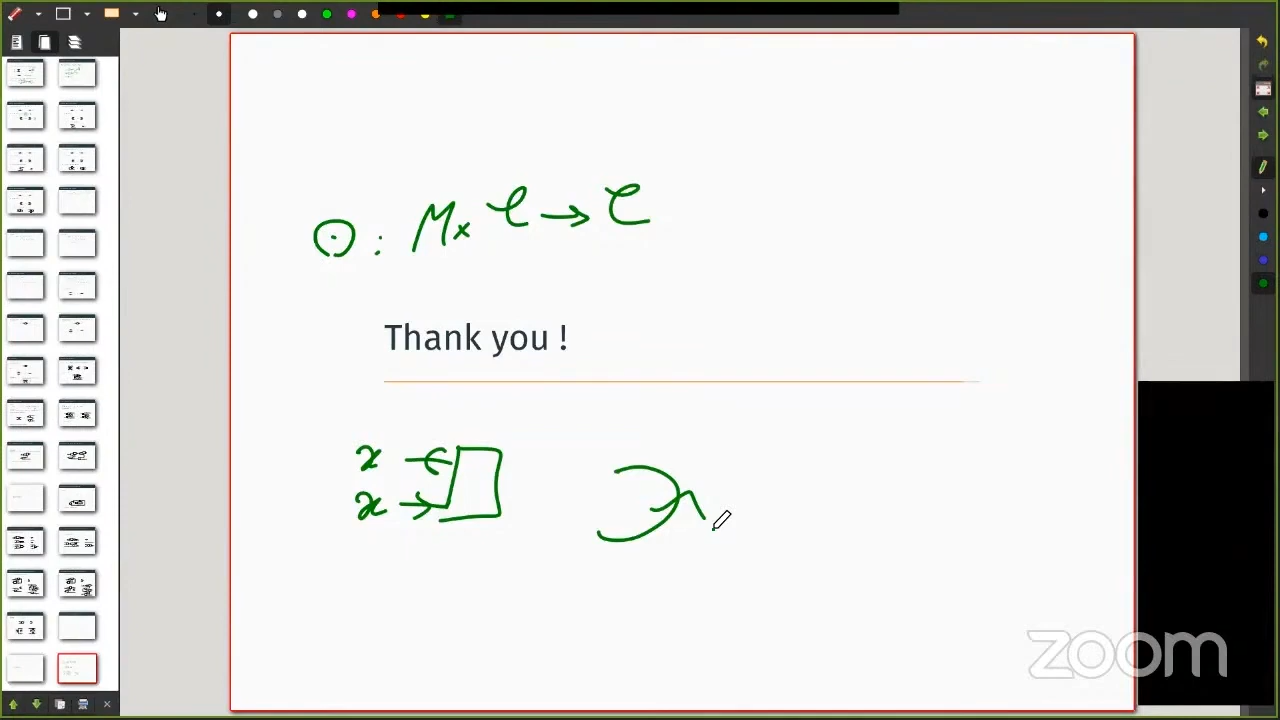 ⊙ : M × C → C
Thank you !
x
x
zoom